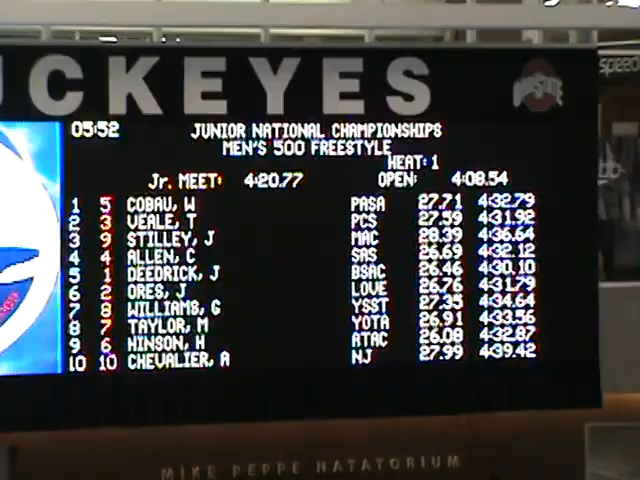 UCKEYES
OHIO STATE
speedo
05:52 JUNIOR NATIONAL CHAMPIONSHIPS
MEN'S 500 FREESTYLE
HEAT: 1
Jr. MEET: 4:20.77 OPEN: 4:08.54
1 5 COBAU, W PASA 27.71 4:32.79
2 3 VEALE, T PCS 27.59 4:31.92
3 9 STILLEY, J MAC 28.39 4:36.64
4 4 ALLEN, C SAS 26.69 4:32.12
5 1 DEEDRICK, J BSAC 26.46 4:30.10
6 2 ORES, J LOVE 26.76 4:31.79
7 8 WILLIAMS, G YSST 27.35 4:34.64
8 7 TAYLOR, M YOTA 26.91 4:33.56
9 6 HINSON, H ATAC 26.08 4:32.87
10 10 CHEVALIER, A NJ 27.99 4:39.42
MIKE PEPPE NATATORIUM